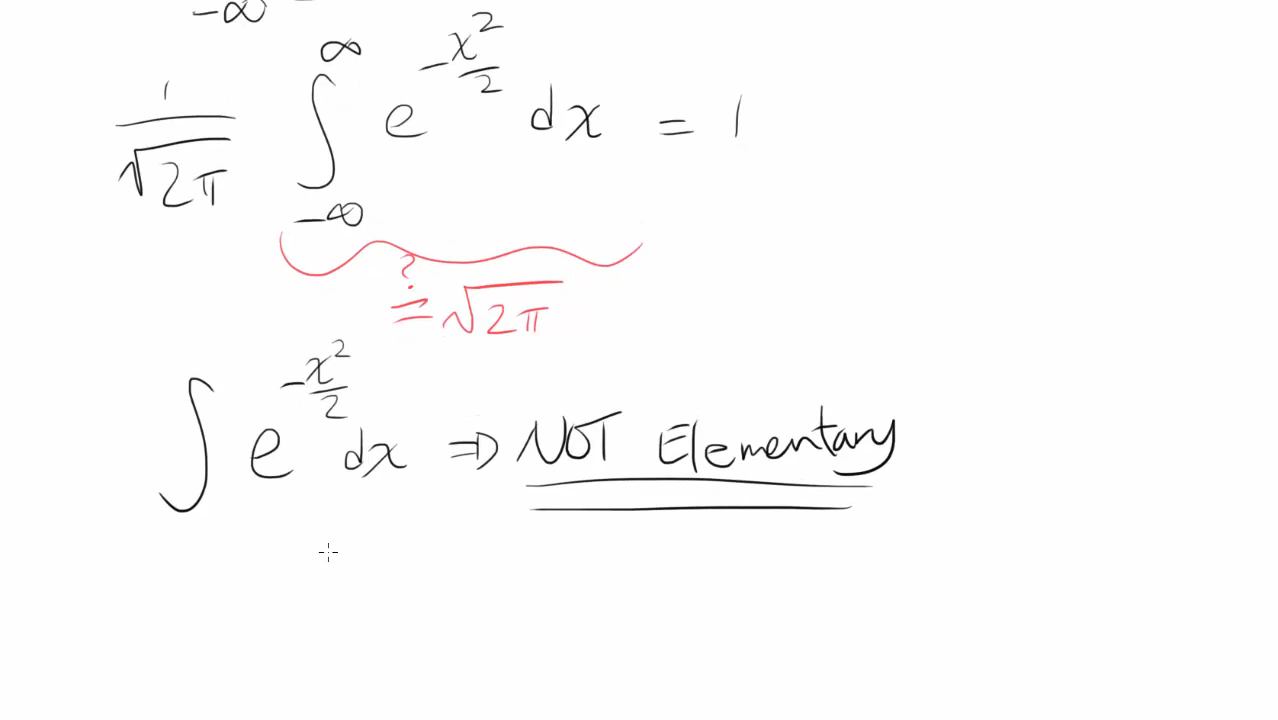 -∞
1/√2π ∫_{-∞}^{∞} e^{-x²/2} dx = 1
?= √2π
∫ e^{-x²/2} dx ⇒ NOT Elementary